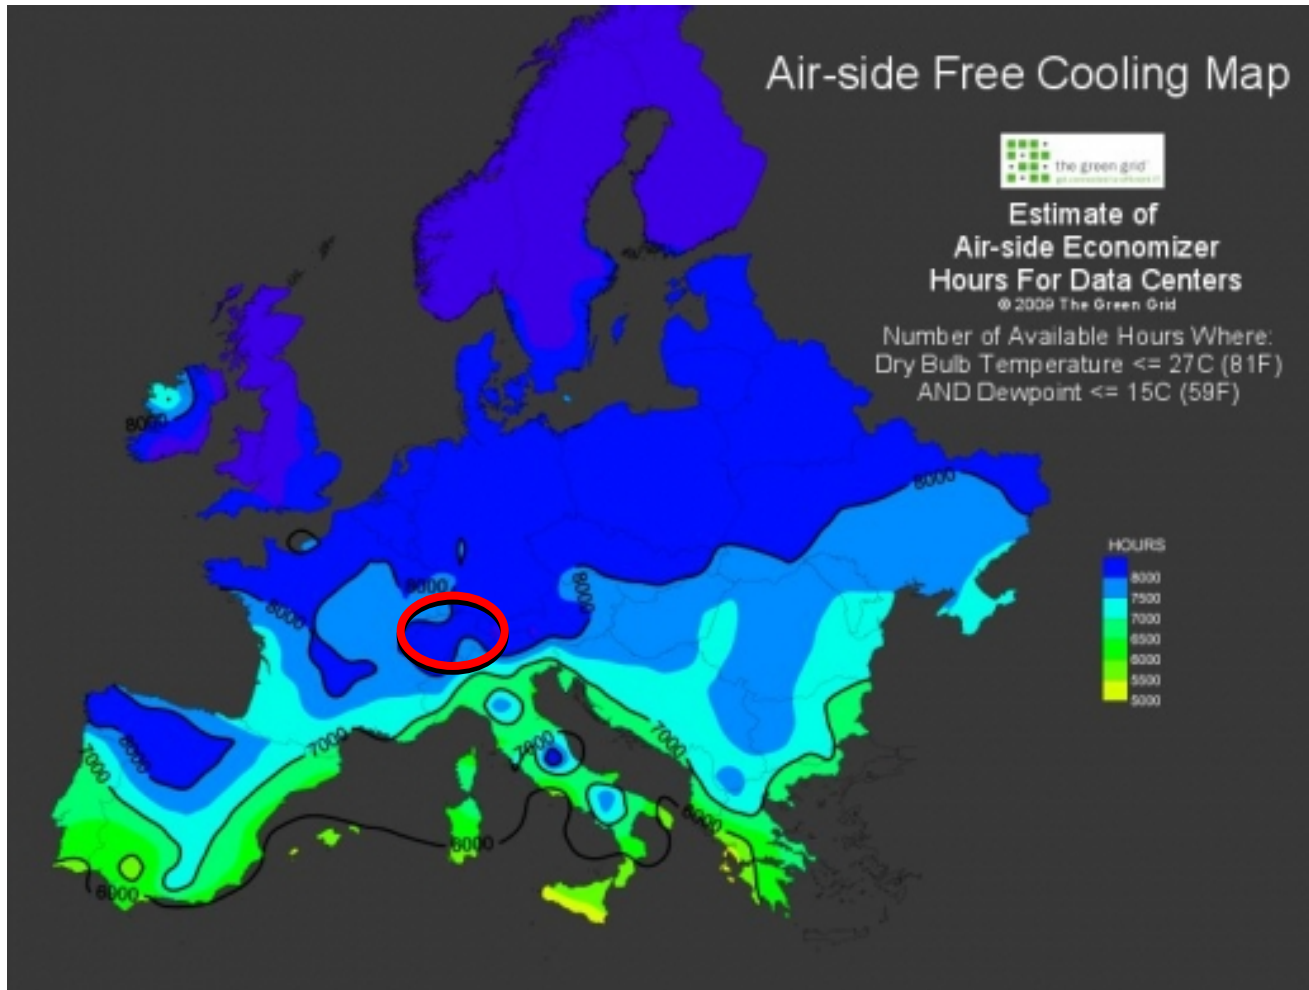 Air-side Free Cooling Map
the green grid
Estimate of
Air-side Economizer
Hours For Data Centers
© 2009 The Green Grid
Number of Available Hours Where:
Dry Bulb Temperature <= 27C (81F)
AND Dewpoint <= 15C (59F)
8000
8000
HOURS
8000
7500
7000
6500
6000
5500
5000
8000
8000
8000
8000
7000
7000
7000
7000
6000
6000
6000